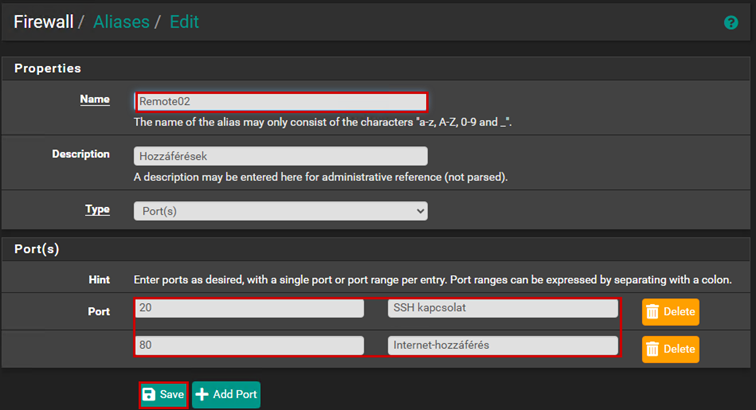 Firewall / Aliases / Edit
Properties
Name Remote02
The name of the alias may only consist of the characters "a-z, A-Z, 0-9 and _".
Description Hozzáférések
A description may be entered here for administrative reference (not parsed).
Type Port(s)
Port(s)
Hint Enter ports as desired, with a single port or port range per entry. Port ranges can be expressed by separating with a colon.
Port 20 SSH kapcsolat Delete
80 Internet-hozzáférés Delete
Save Add Port